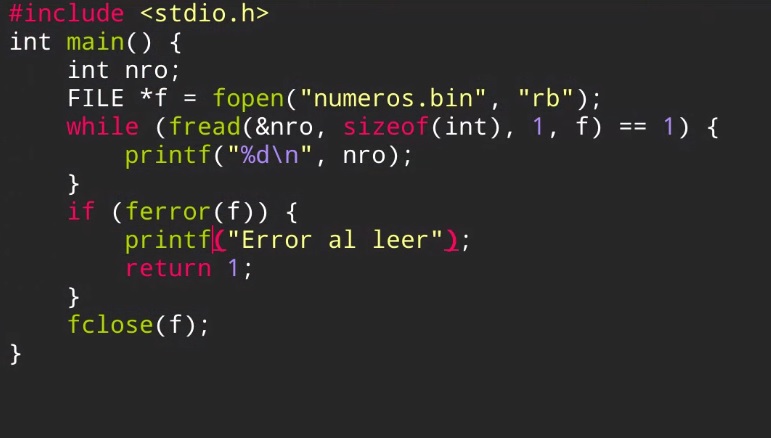 #include <stdio.h>
int main() {
    int nro;
    FILE *f = fopen("numeros.bin", "rb");
    while (fread(&nro, sizeof(int), 1, f) == 1) {
        printf("%d\n", nro);
    }
    if (ferror(f)) {
        printf("Error al leer");
        return 1;
    }
    fclose(f);
}